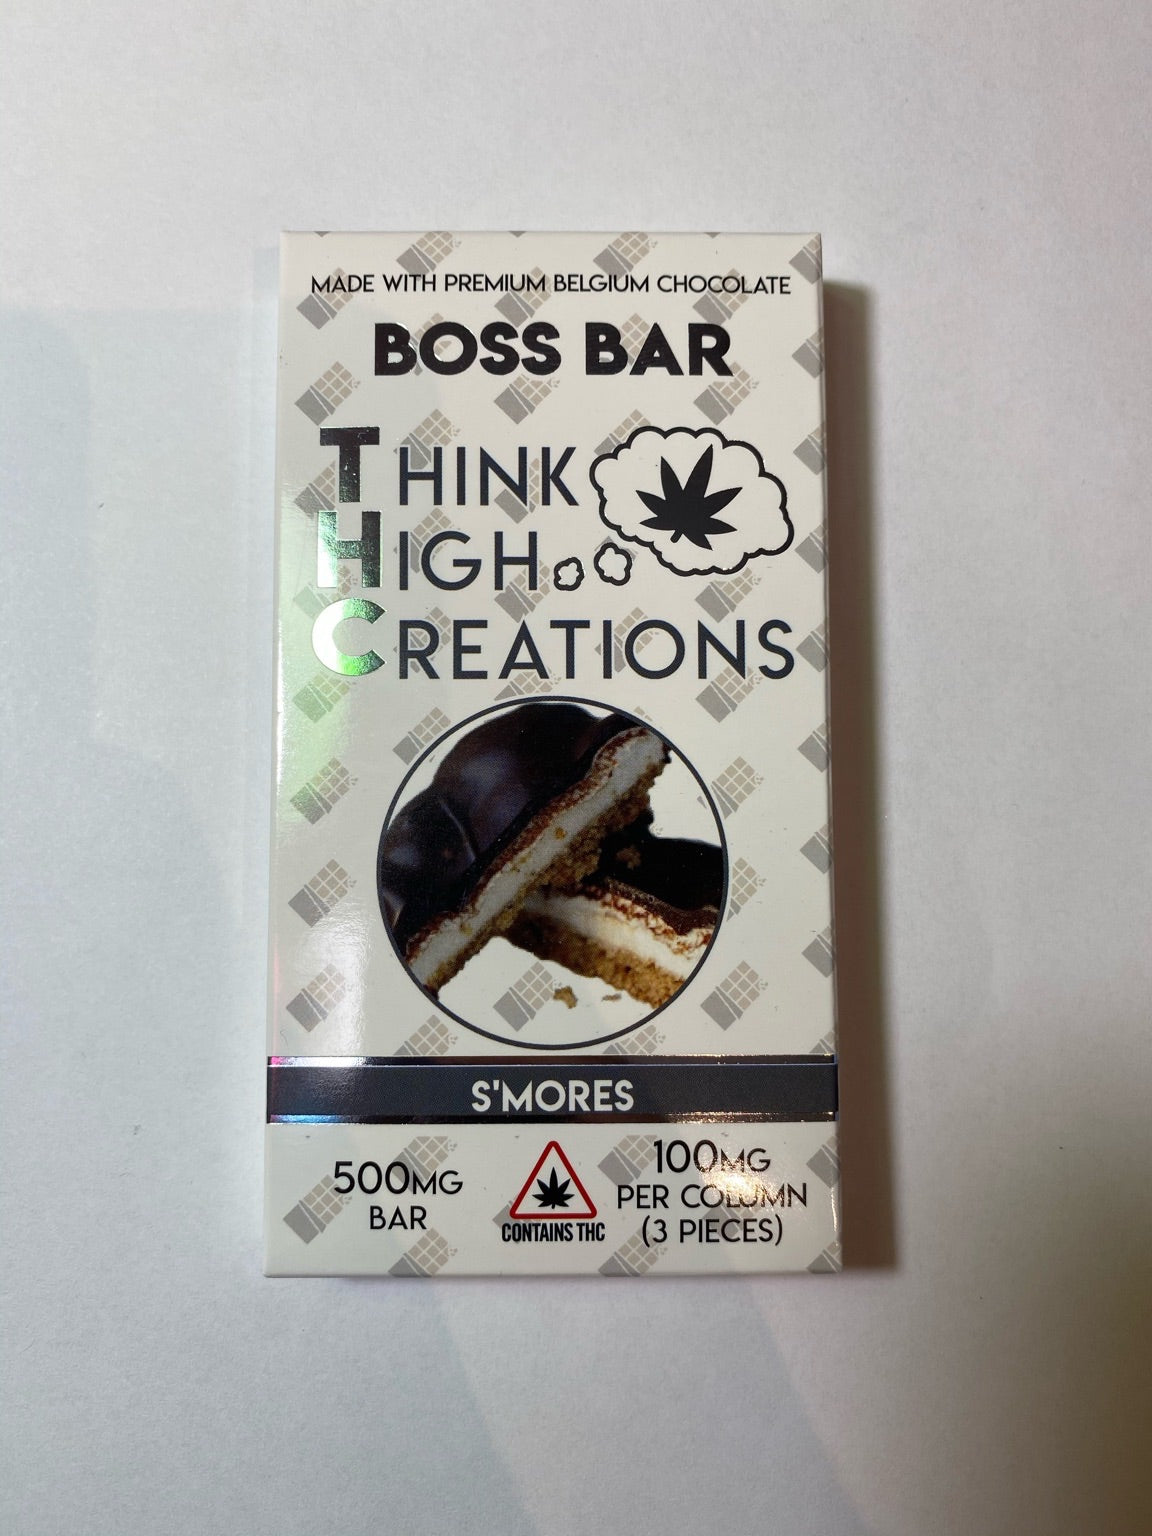 MADE WITH PREMIUM BELGIUM CHOCOLATE
BOSS BAR
THINK
HIGH
CREATIONS
S'MORES
500MG
BAR
CONTAINS THC
100MG
PER COLUMN
(3 PIECES)